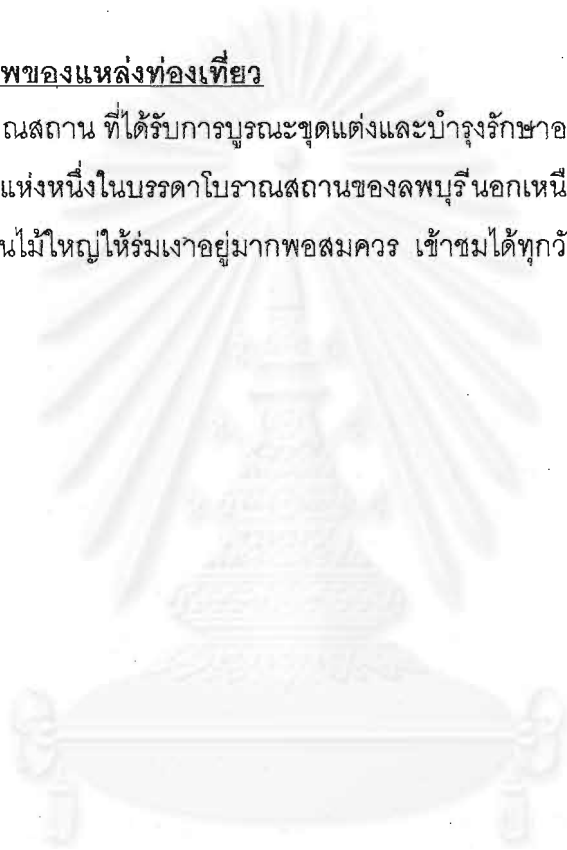 พของแหล่งท่องเที่ยว
ณสถาน ที่ได้รับการบูรณะขุดแต่งและบำรุงรักษาอ
แห่งหนึ่งในบรรดาโบราณสถานของลพบุรี นอกเหนื
นไม้ใหญ่ให้ร่มเงาอยู่มากพอสมควร เข้าชมได้ทุกวั